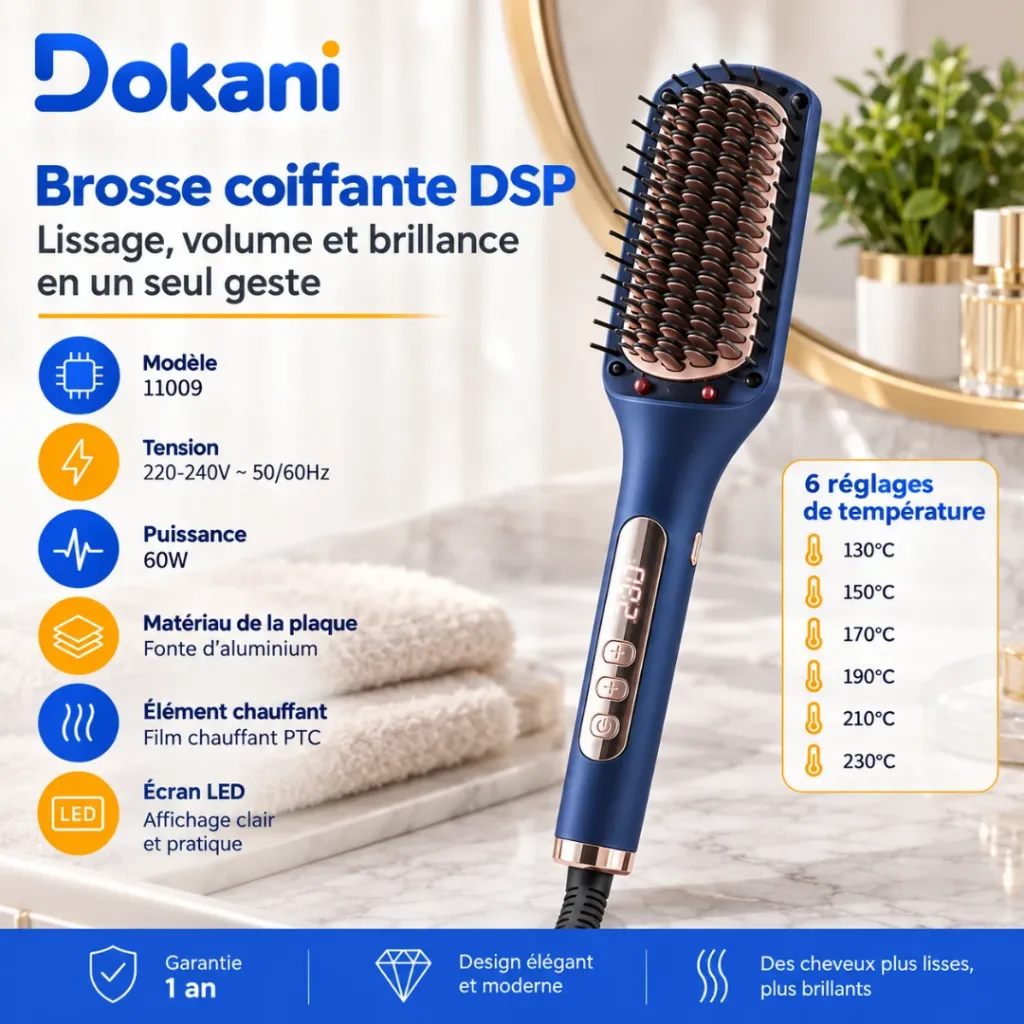 Dokani
Brosse coiffante DSP
Lissage, volume et brillance
en un seul geste
Modèle
11009
Tension
220-240V ~ 50/60Hz
Puissance
60W
Matériau de la plaque
Fonte d'aluminium
Élément chauffant
Film chauffant PTC
LED
Écran LED
Affichage clair
et pratique
6 réglages
de température
130°C
150°C
170°C
190°C
210°C
230°C
Garantie
1 an
Design élégant
et moderne
Des cheveux plus lisses,
plus brillants